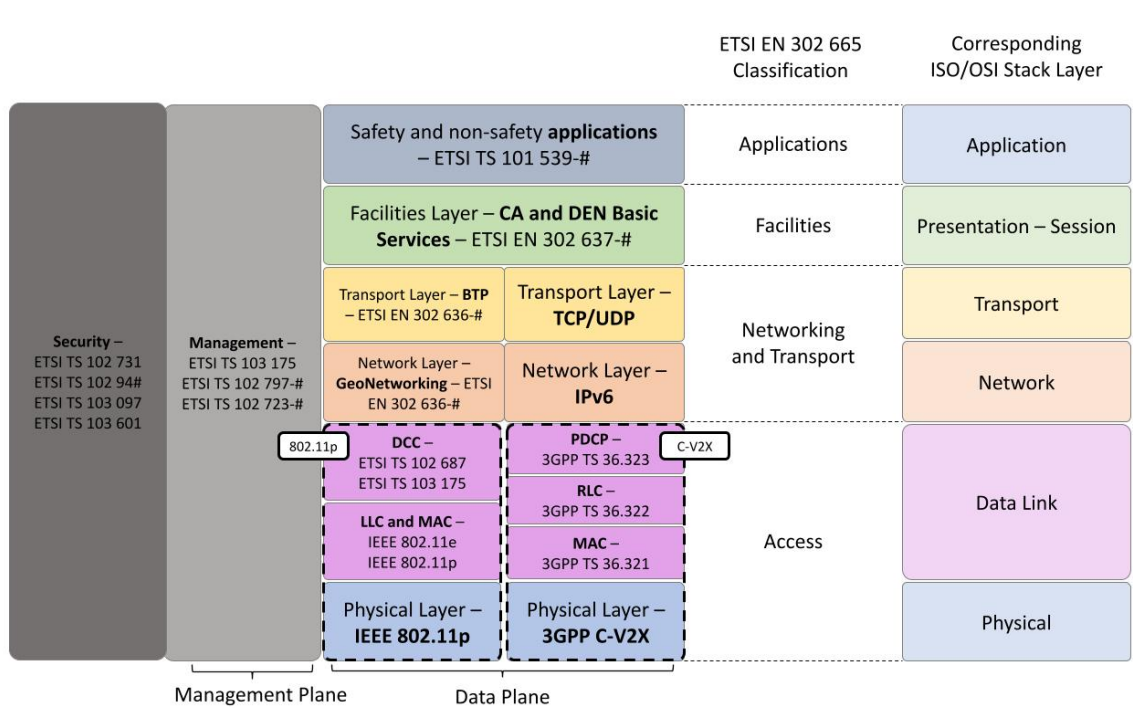 ETSI EN 302 665
Classification
Corresponding
ISO/OSI Stack Layer
Security –
ETSI TS 102 731
ETSI TS 102 94#
ETSI TS 103 097
ETSI TS 103 601
Management –
ETSI TS 103 175
ETSI TS 102 797-#
ETSI TS 102 723-#
Safety and non-safety applications
– ETSI TS 101 539-#
Applications
Application
Facilities Layer – CA and DEN Basic
Services – ETSI EN 302 637-#
Facilities
Presentation – Session
Transport Layer – BTP
– ETSI EN 302 636-#
Transport Layer –
TCP/UDP
Networking
and Transport
Transport
Network Layer –
GeoNetworking – ETSI
EN 302 636-#
Network Layer –
IPv6
Network
802.11p
DCC –
ETSI TS 102 687
ETSI TS 103 175
PDCP –
3GPP TS 36.323
C-V2X
RLC –
3GPP TS 36.322
LLC and MAC –
IEEE 802.11e
IEEE 802.11p
MAC –
3GPP TS 36.321
Access
Data Link
Physical Layer –
IEEE 802.11p
Physical Layer –
3GPP C-V2X
Physical
Management Plane
Data Plane